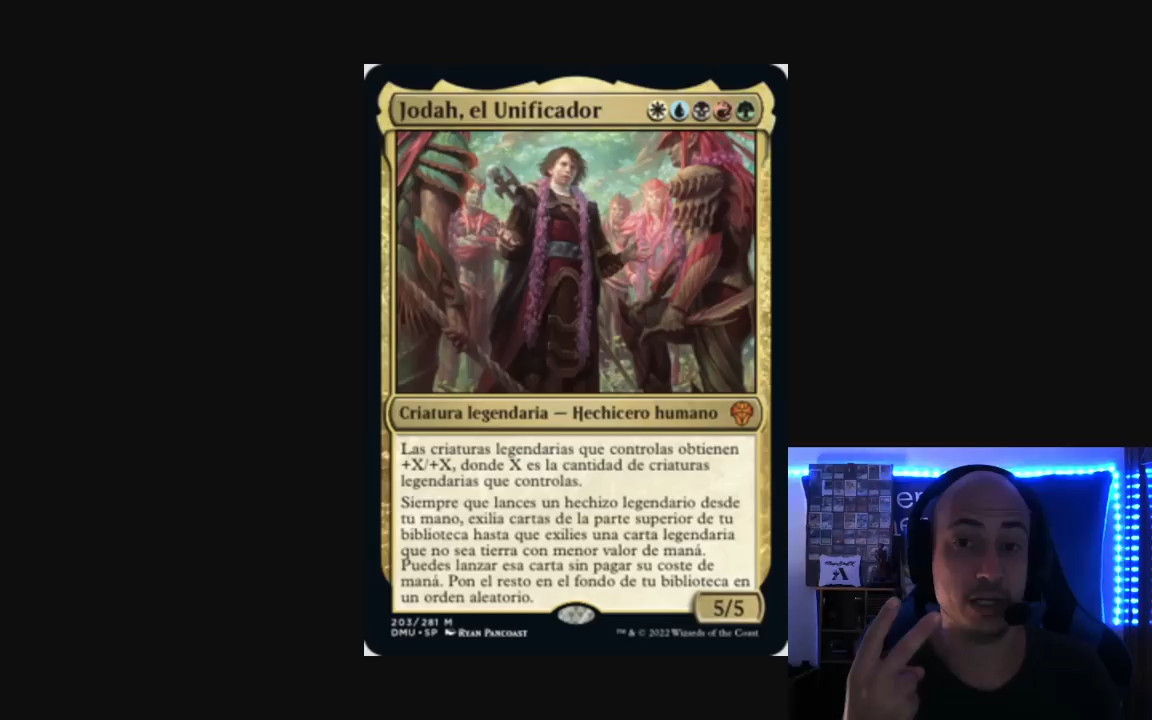 Jodah, el Unificador
Criatura legendaria — Hechicero humano
Las criaturas legendarias que controlas obtienen
+X/+X, donde X es la cantidad de criaturas
legendarias que controlas.
Siempre que lances un hechizo legendario desde
tu mano, exilia cartas de la parte superior de tu
biblioteca hasta que exilies una carta legendaria
que no sea tierra con menor valor de maná.
Puedes lanzar esa carta sin pagar su coste de
maná. Pon el resto en el fondo de tu biblioteca en
un orden aleatorio.
5/5
203/281 M
DMU • SP RYAN PANCOAST
™ & © 2022 Wizards of the Coast